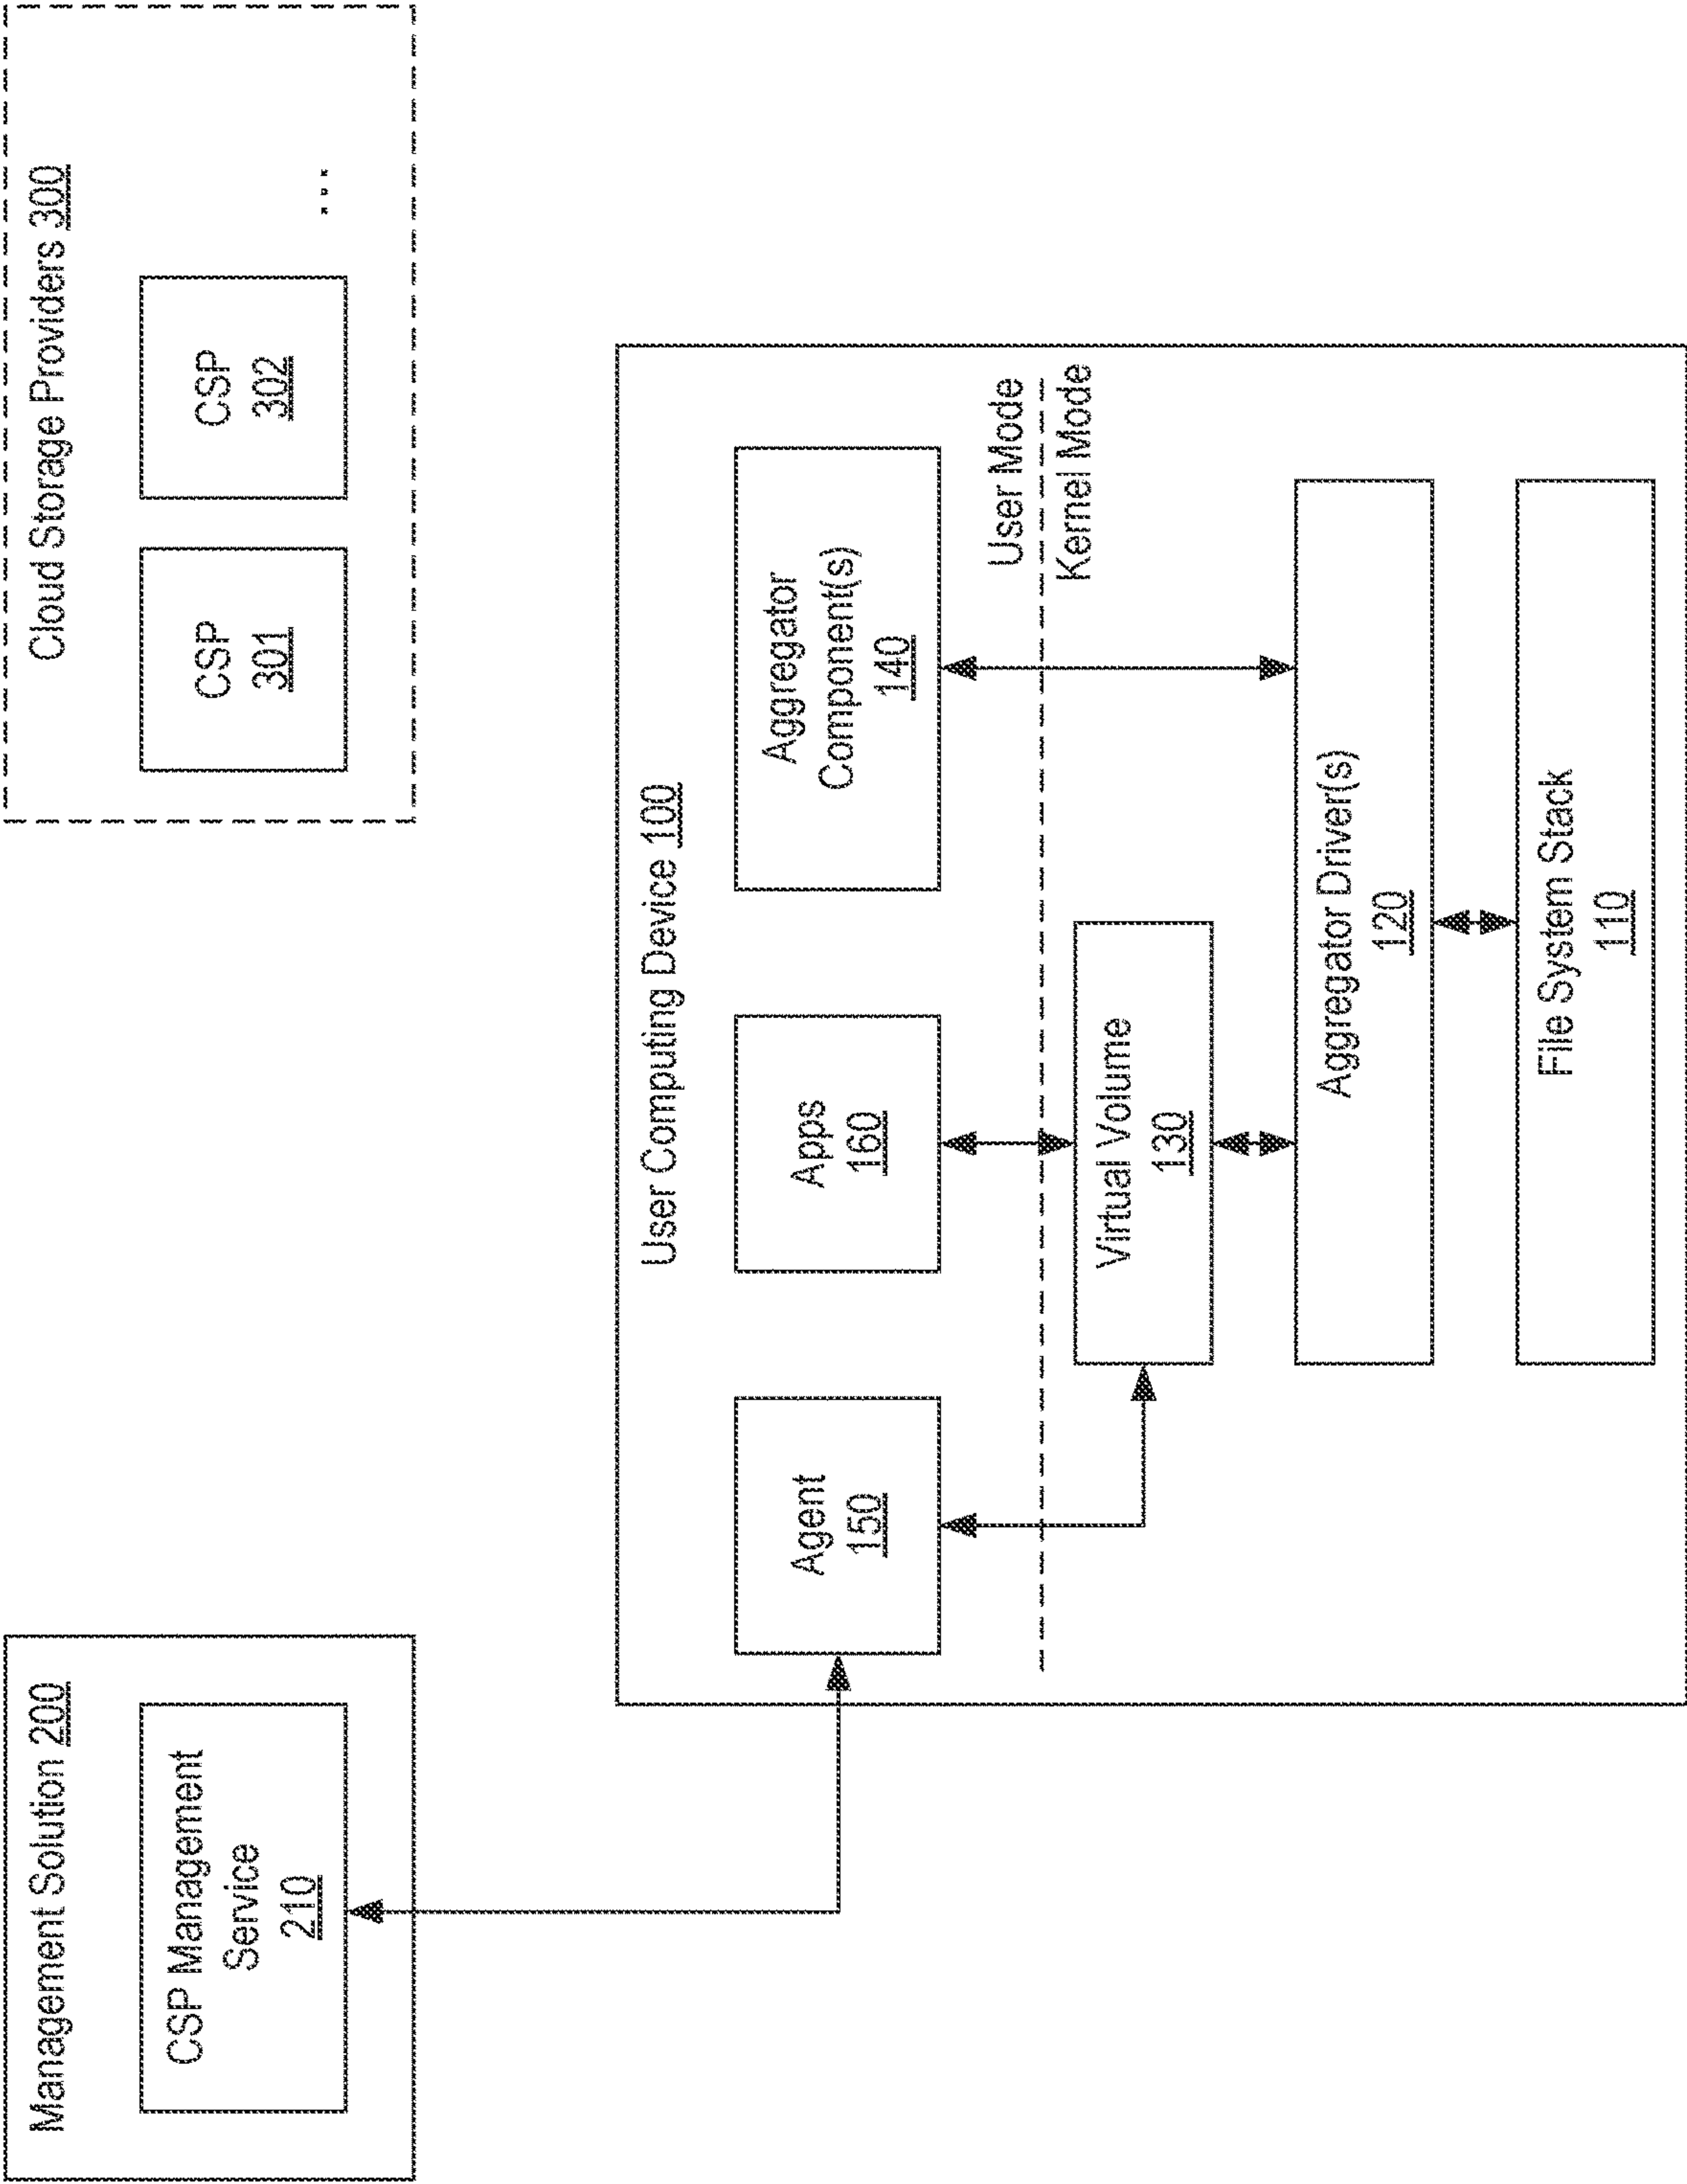 Management Solution 200
CSP Management
Service
210
Cloud Storage Providers 300
CSP
301
CSP
302
...
User Computing Device 100
Agent
150
Apps
160
Aggregator
Component(s)
140
User Mode
Kernel Mode
Virtual Volume
130
Aggregator Driver(s)
120
File System Stack
110